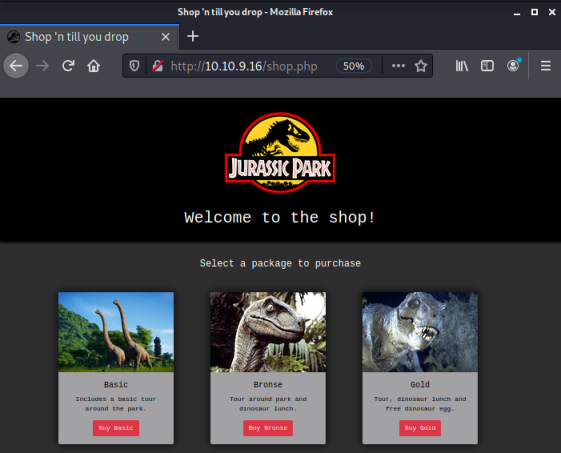 Shop 'n till you drop - Mozilla Firefox
Shop 'n till you drop
http://10.10.9.16/shop.php
50%
JURASSIC PARK
Welcome to the shop!
Select a package to purchase
Basic
Includes a basic tour
around the park.
Buy Basic
Bronse
Tour around park and
dinosaur lunch.
Buy Bronse
Gold
Tour, dinosaur lunch and
free dinosaur egg.
Buy Gold